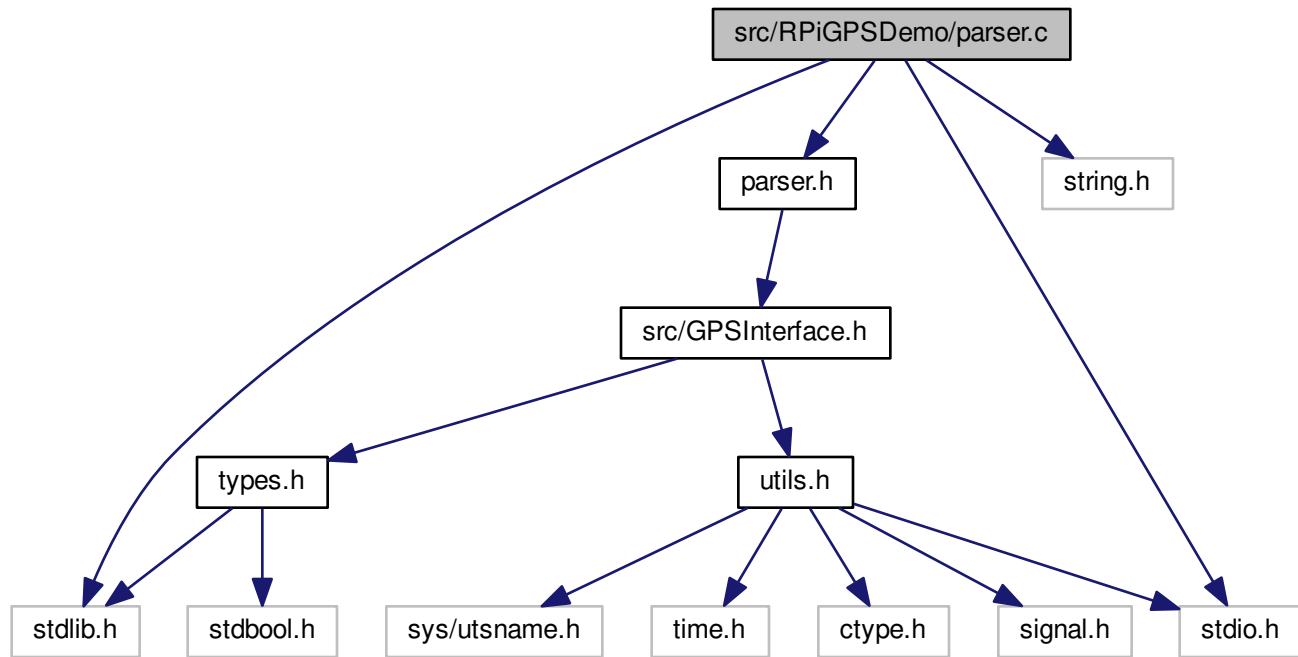 src/RPiGPSDemo/parser.c
parser.h
string.h
src/GPSInterface.h
types.h
utils.h
stdlib.h
stdbool.h
sys/utsname.h
time.h
ctype.h
signal.h
stdio.h